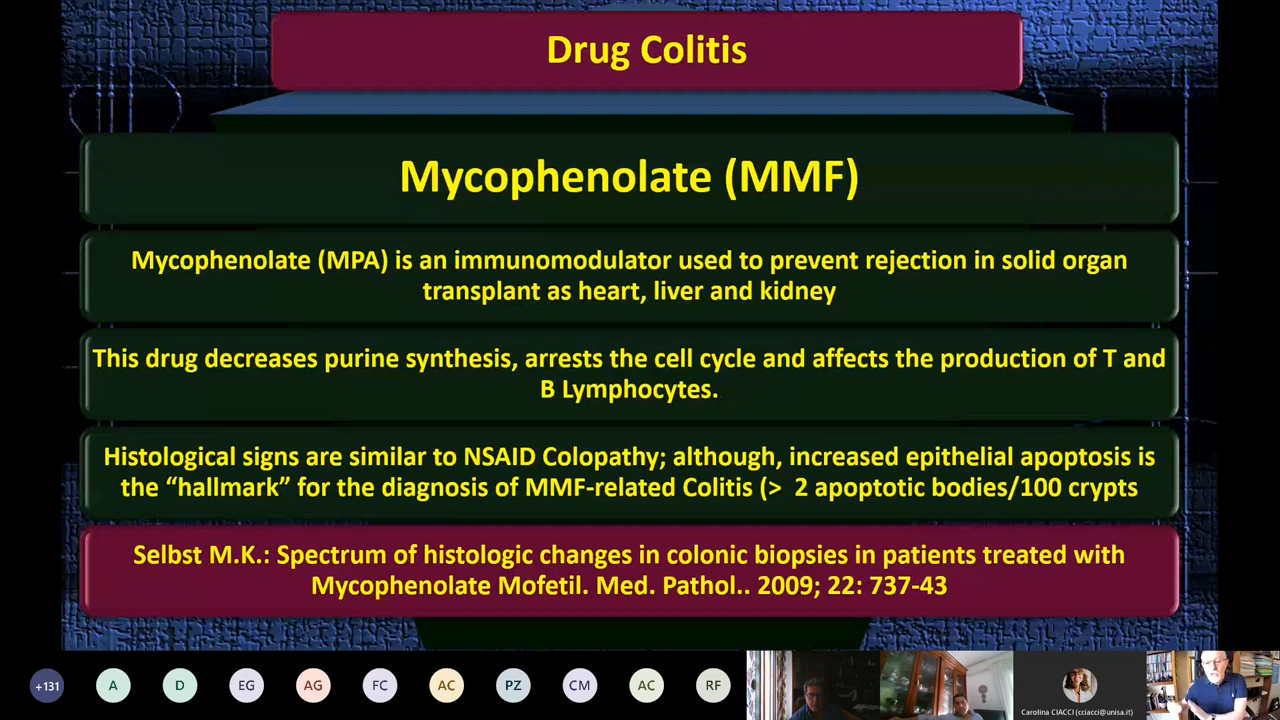 Drug Colitis
Mycophenolate (MMF)
Mycophenolate (MPA) is an immunomodulator used to prevent rejection in solid organ
transplant as heart, liver and kidney
This drug decreases purine synthesis, arrests the cell cycle and affects the production of T and
B Lymphocytes.
Histological signs are similar to NSAID Colopathy; although, increased epithelial apoptosis is
the “hallmark” for the diagnosis of MMF-related Colitis (> 2 apoptotic bodies/100 crypts
Selbst M.K.: Spectrum of histologic changes in colonic biopsies in patients treated with
Mycophenolate Mofetil. Med. Pathol.. 2009; 22: 737-43
+131 A D EG AG FC AC PZ CM AC RF
Carolina CIACCI (cciacci@unisa.it)